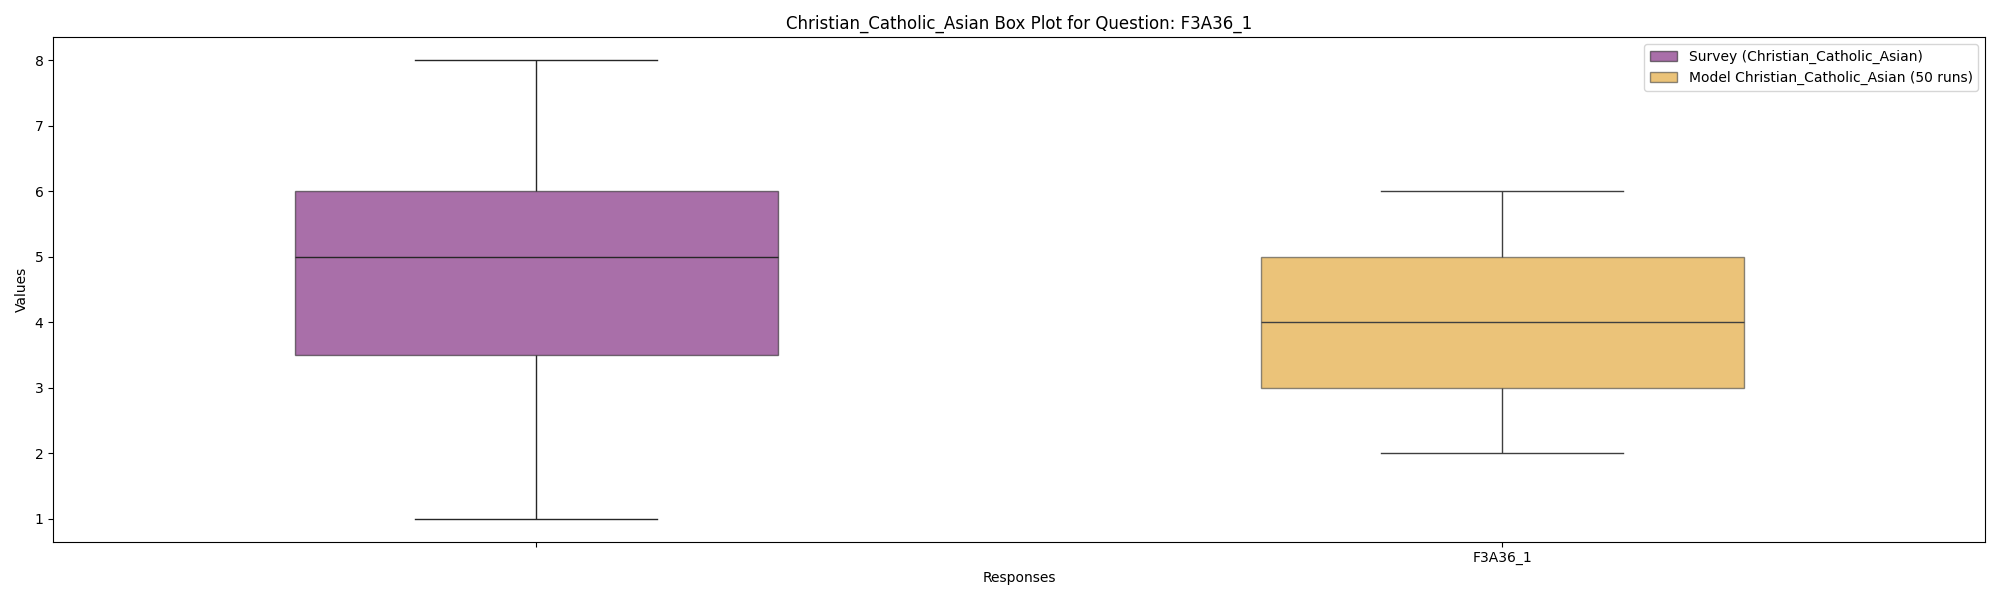 Christian_Catholic_Asian Box Plot for Question: F3A36_1
Survey (Christian_Catholic_Asian)
Model Christian_Catholic_Asian (50 runs)
Values
8
7
6
5
4
3
2
1
F3A36_1
Responses